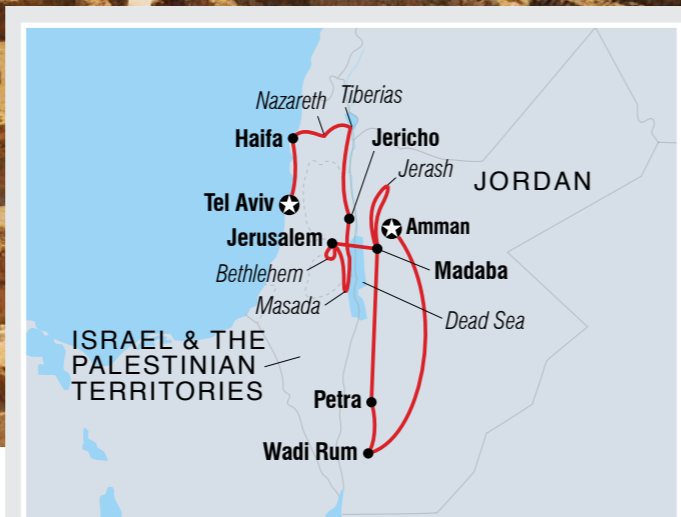 Nazareth
Tiberias
Haifa
Jericho
Jerash
JORDAN
Tel Aviv
Amman
Jerusalem
Bethlehem
Madaba
Masada
Dead Sea
ISRAEL & THE
PALESTINIAN
TERRITORIES
Petra
Wadi Rum